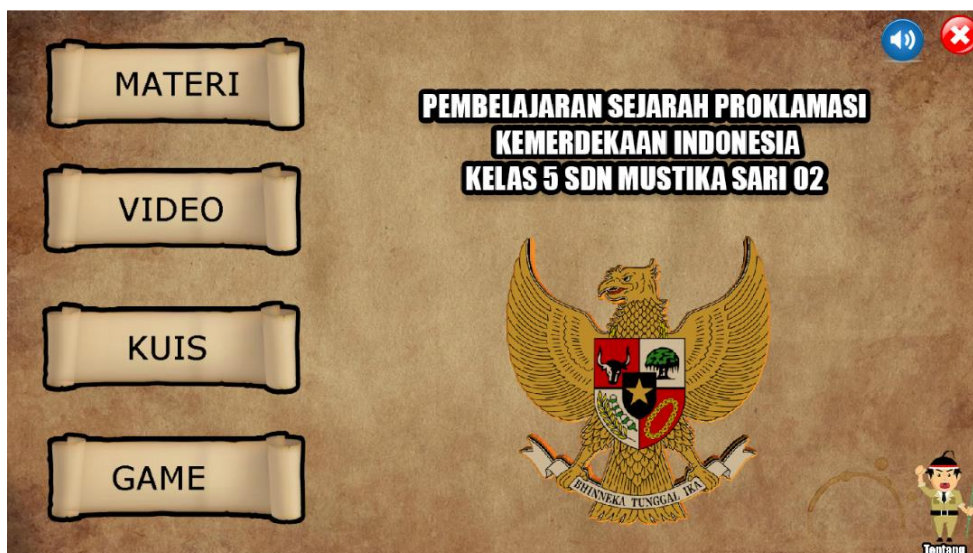 MATERI
VIDEO
KUIS
GAME
PEMBELAJARAN SEJARAH PROKLAMASI
KEMERDEKAAN INDONESIA
KELAS 5 SDN MUSTIKA SARI 02
BHINNEKA TUNGGAL IKA
Tentang